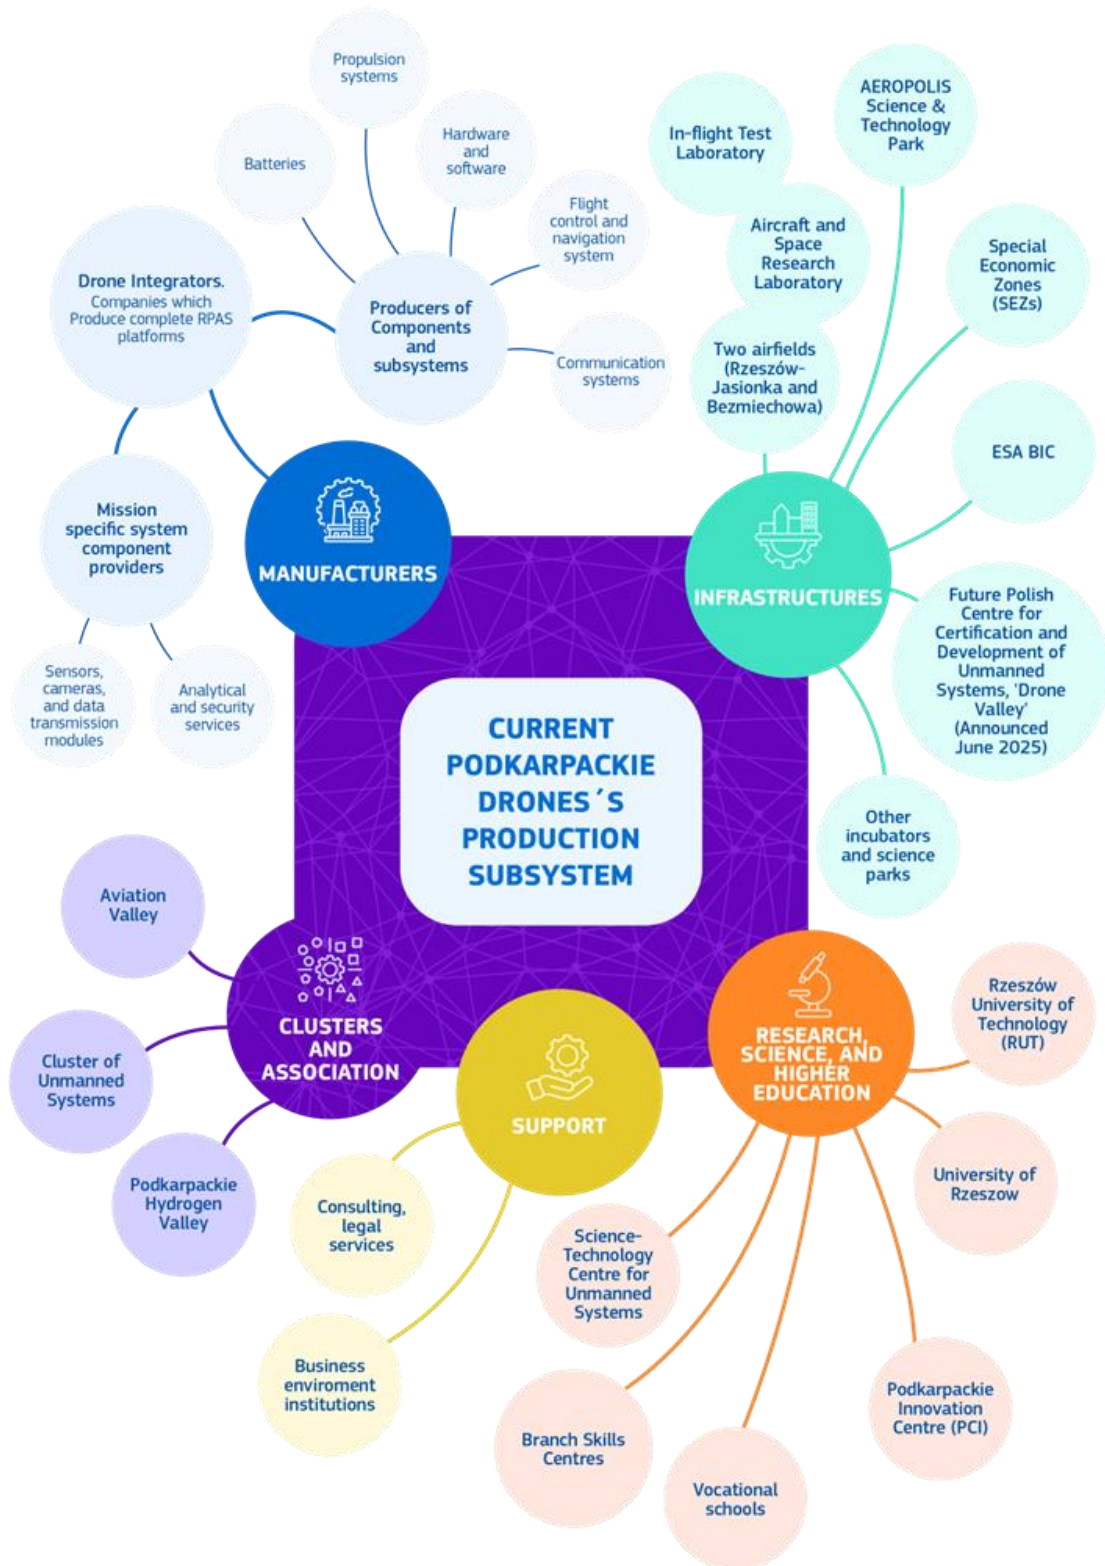 Propulsion
systems
Batteries
Hardware
and
software
Flight
control and
navigation
system
Communication
systems
Drone Integrators.
Companies which
Produce complete RPAS
platforms
Producers of
Components
and
subsystems
Mission
specific system
component
providers
Sensors,
cameras,
and data
transmission
modules
Analytical
and security
services
MANUFACTURERS
In-flight Test
Laboratory
AEROPOLIS
Science &
Technology
Park
Aircraft and
Space
Research
Laboratory
Special
Economic
Zones
(SEZs)
Two airfields
(Rzeszów-
Jasionka and
Bezmiechowa)
ESA BIC
INFRASTRUCTURES
Future Polish
Centre for
Certification and
Development of
Unmanned
Systems, 'Drone
Valley'
(Announced
June 2025)
Other
incubators
and science
parks
CURRENT
PODKARPACKIE
DRONES´S
PRODUCTION
SUBSYSTEM
Aviation
Valley
Cluster of
Unmanned
Systems
Podkarpackie
Hydrogen
Valley
CLUSTERS
AND
ASSOCIATION
SUPPORT
Consulting,
legal
services
Business
enviroment
institutions
RESEARCH,
SCIENCE, AND
HIGHER
EDUCATION
Rzeszów
University of
Technology
(RUT)
University of
Rzeszow
Science-
Technology
Centre for
Unmanned
Systems
Podkarpackie
Innovation
Centre (PCI)
Branch Skills
Centres
Vocational
schools